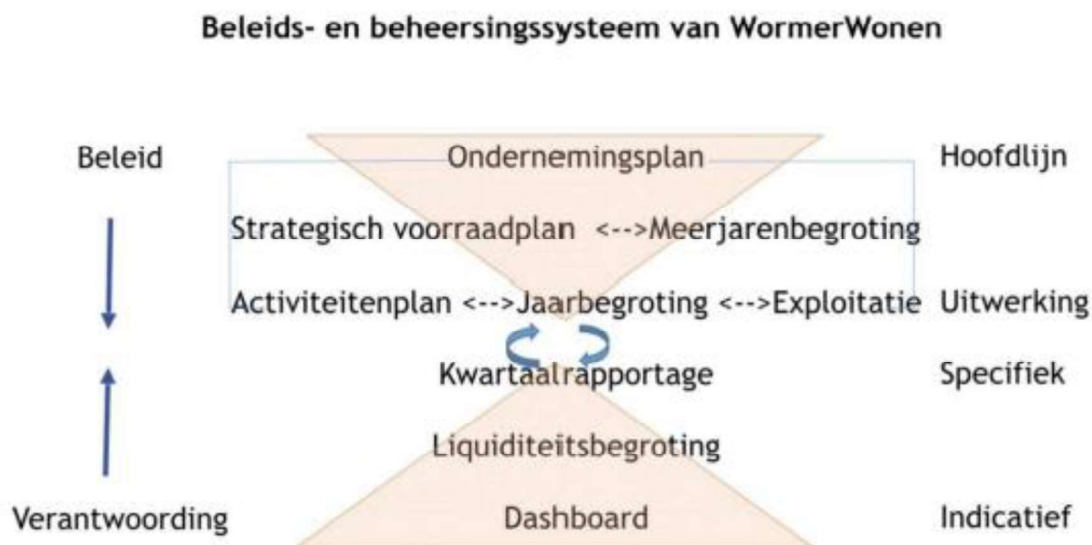 Beleids- en beheersingssysteem van WormerWonen
Beleid Ondernemingsplan Hoofdlijn
Strategisch voorraadplan <-->Meerjarenbegroting
Activiteitenplan <-->Jaarbegroting <-->Exploitatie Uitwerking
Kwartaalrapportage Specifiek
Liquiditeitsbegroting
Verantwoording Dashboard Indicatief